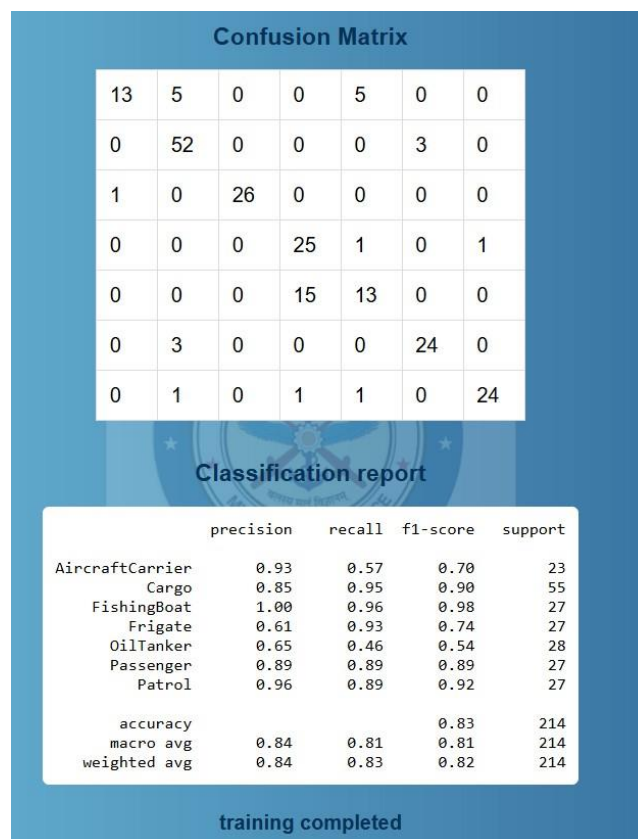 Confusion Matrix
13 5 0 0 5 0 0
0 52 0 0 0 3 0
1 0 26 0 0 0 0
0 0 0 25 1 0 1
0 0 0 15 13 0 0
0 3 0 0 0 24 0
0 1 0 1 1 0 24
Classification report
precision recall f1-score support
AircraftCarrier 0.93 0.57 0.70 23
Cargo 0.85 0.95 0.90 55
FishingBoat 1.00 0.96 0.98 27
Frigate 0.61 0.93 0.74 27
OilTanker 0.65 0.46 0.54 28
Passenger 0.89 0.89 0.89 27
Patrol 0.96 0.89 0.92 27
accuracy 0.83 214
macro avg 0.84 0.81 0.81 214
weighted avg 0.84 0.83 0.82 214
training completed